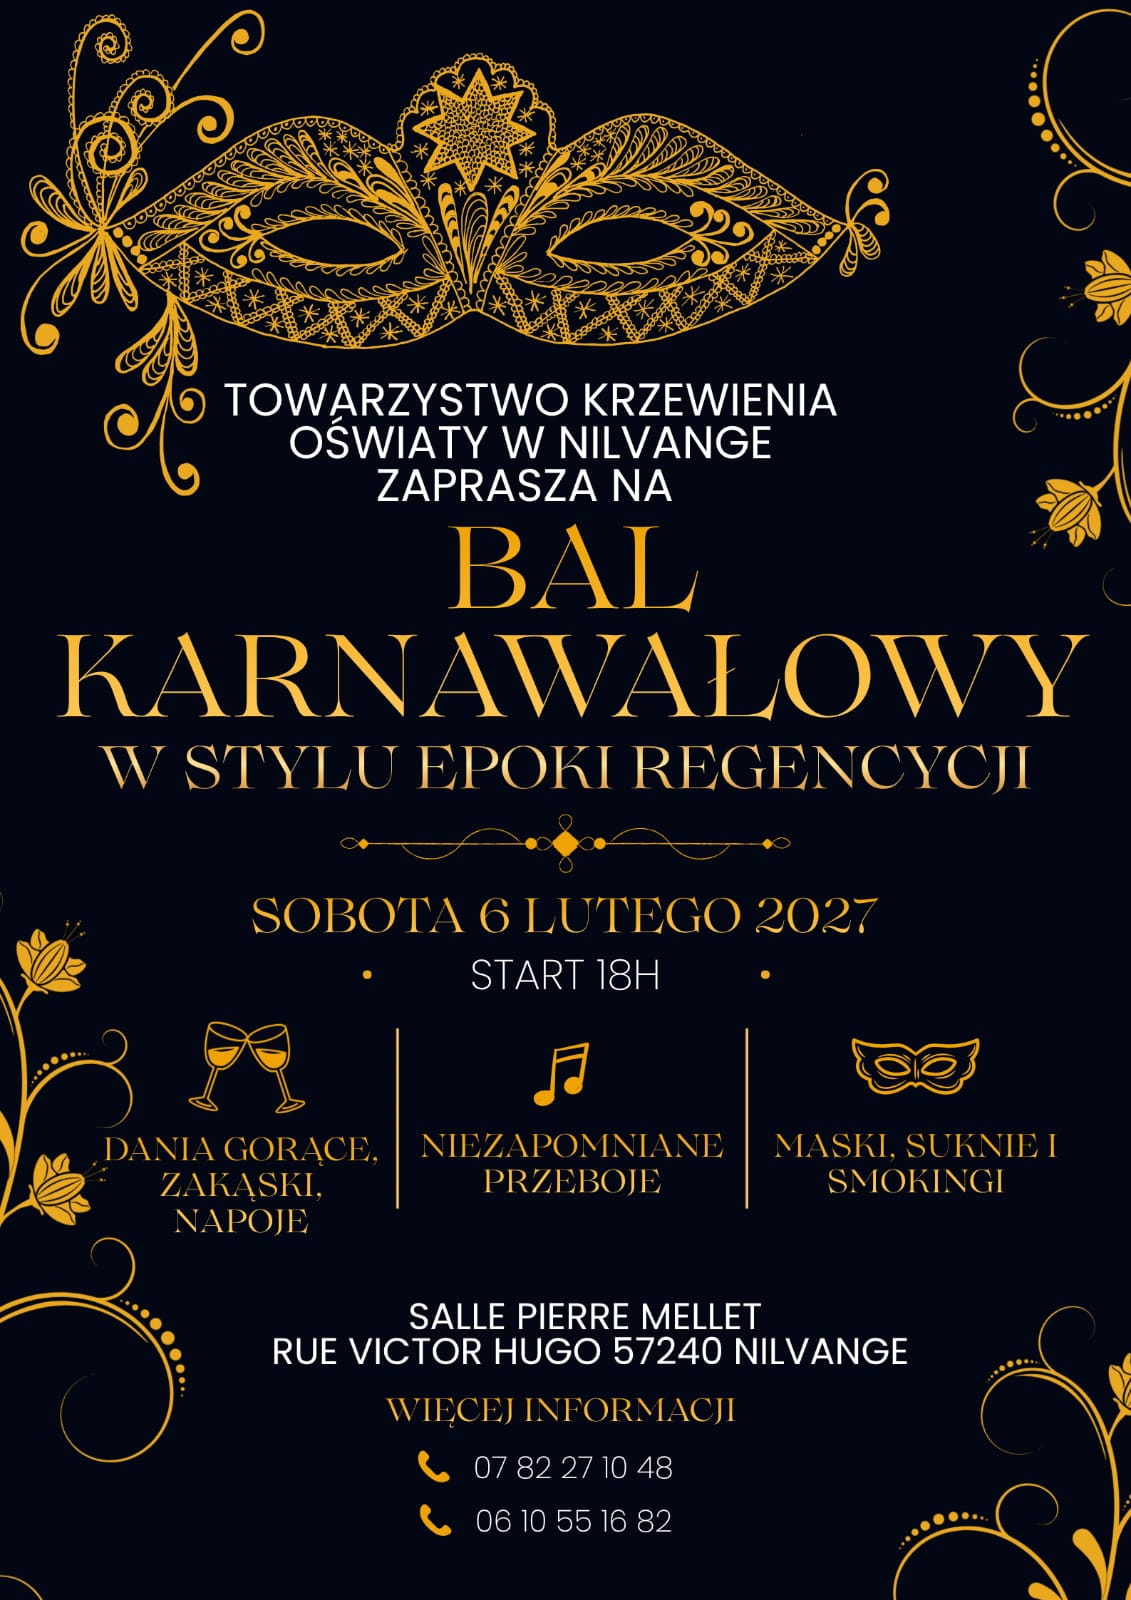 TOWARZYSTWO KRZEWIENIA
OŚWIATY W NILVANGE
ZAPRASZA NA
BAL
KARNAWAŁOWY
W STYLU EPOKI REGENCYCJI
SOBOTA 6 LUTEGO 2027
• START 18H •
DANIA GORĄCE,
ZAKĄSKI,
NAPOJE
NIEZAPOMNIANE
PRZEBOJE
MASKI, SUKNIE I
SMOKINGI
SALLE PIERRE MELLET
RUE VICTOR HUGO 57240 NILVANGE
WIĘCEJ INFORMACJI
07 82 27 10 48
06 10 55 16 82